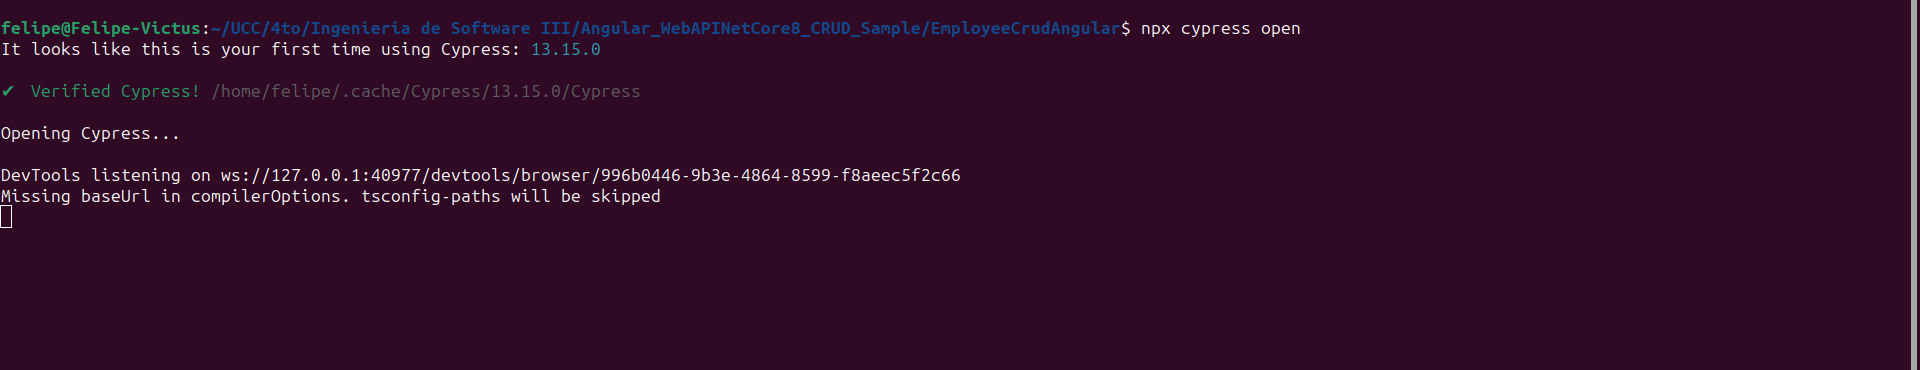 felipe@Felipe-Victus:~/UCC/4to/Ingenieria de Software III/Angular_WebAPINetCore8_CRUD_Sample/EmployeeCrudAngular$ npx cypress open
It looks like this is your first time using Cypress: 13.15.0
✔ Verified Cypress! /home/felipe/.cache/Cypress/13.15.0/Cypress
Opening Cypress...
DevTools listening on ws://127.0.0.1:40977/devtools/browser/996b0446-9b3e-4864-8599-f8aeec5f2c66
Missing baseUrl in compilerOptions. tsconfig-paths will be skipped